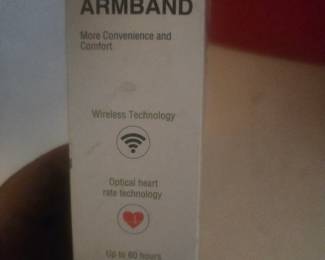 ARMBAND
More Convenience and
Comfort
Wireless Technology
Optical heart
rate technology
Up to 60 hours